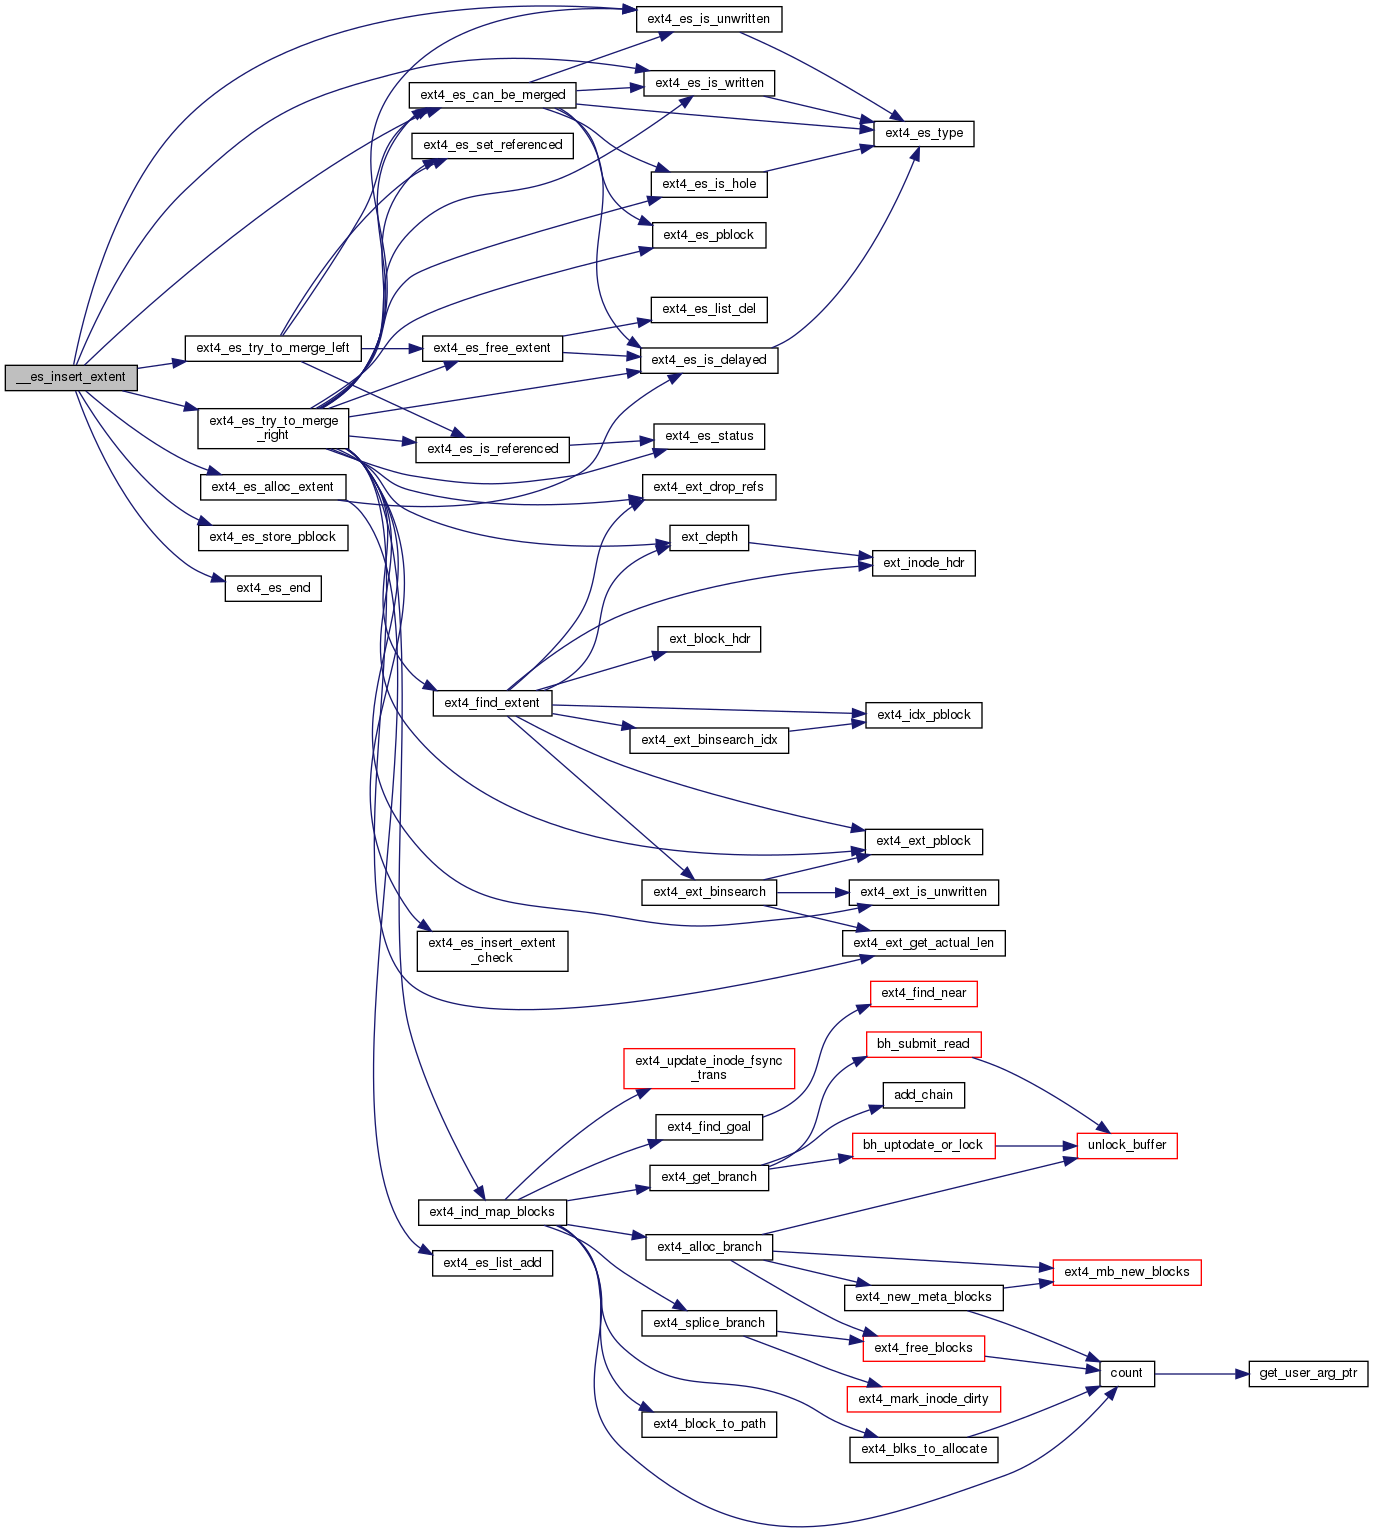 __es_insert_extent
ext4_es_try_to_merge_left
ext4_es_try_to_merge
_right
ext4_es_alloc_extent
ext4_es_store_pblock
ext4_es_end
ext4_es_can_be_merged
ext4_es_set_referenced
ext4_es_free_extent
ext4_es_is_referenced
ext4_find_extent
ext4_es_insert_extent
_check
ext4_ind_map_blocks
ext4_es_list_add
ext4_es_is_unwritten
ext4_es_is_written
ext4_es_is_hole
ext4_es_pblock
ext4_es_list_del
ext4_es_is_delayed
ext4_es_status
ext4_ext_drop_refs
ext_depth
ext_block_hdr
ext4_ext_binsearch_idx
ext4_ext_binsearch
ext4_update_inode_fsync
_trans
ext4_find_goal
ext4_get_branch
ext4_alloc_branch
ext4_splice_branch
ext4_block_to_path
ext4_es_type
ext_inode_hdr
ext4_idx_pblock
ext4_ext_pblock
ext4_ext_is_unwritten
ext4_ext_get_actual_len
ext4_find_near
bh_submit_read
add_chain
bh_uptodate_or_lock
ext4_new_meta_blocks
ext4_free_blocks
ext4_mark_inode_dirty
ext4_blks_to_allocate
unlock_buffer
ext4_mb_new_blocks
count
get_user_arg_ptr